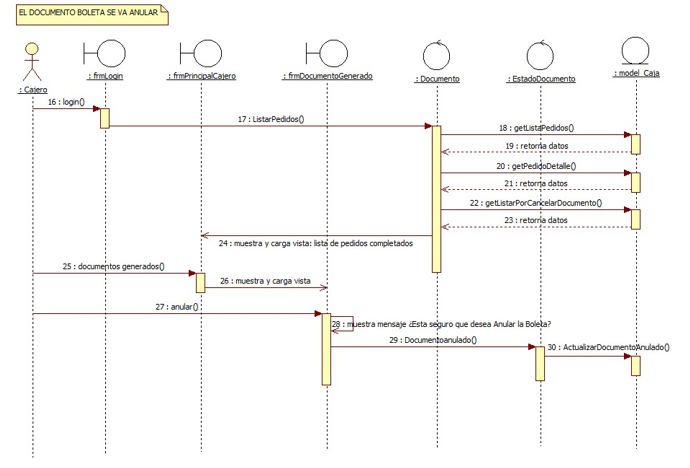 EL DOCUMENTO BOLETA SE VA ANULAR
: Cajero
: frmLogin
: frmPrincipalCajero
: frmDocumentoGenerado
: Documento
: EstadoDocumento
: model_Caja
16 : login()
17 : ListarPedidos()
18 : getListaPedidos()
19 : retorna datos
20 : getPedidoDetalle()
21 : retorna datos
22 : getListarPorCancelarDocumento()
23 : retorna datos
24 : muestra y carga vista: lista de pedidos completados
25 : documentos generados()
26 : muestra y carga vista
27 : anular()
28 : muestra mensaje ¿Esta seguro que desea Anular la Boleta?
29 : Documentoanulado()
30 : ActualizarDocumentoAnulado()